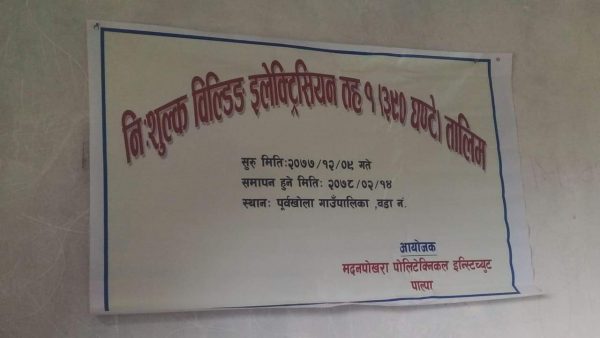 निःशुल्क विल्डिङ इलेक्ट्रिसियन तह १ (३९० घण्टे) तालिम
सुरु मितिः२०७७/१२/०९ गते
समापन हुने मितिः २०७८/०२/१४
स्थानः पूर्वखोला गाउँपालिका ,वडा नं.
आयोजक
मदनपोखरा पोलिटेक्निकल इन्स्टिच्युट
पाल्पा